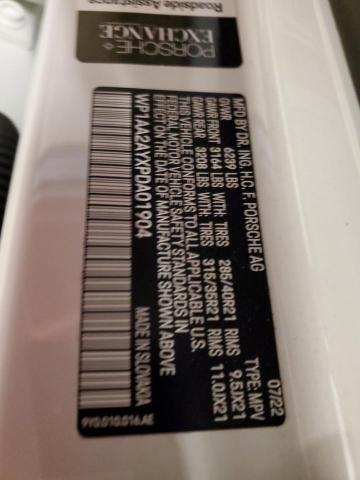 Roadside Assistance
PORSCHE
EXCHANGE
MFD BY DR. ING. H.C. F. PORSCHE AG 07/22
GVWR 6239 LBS TYPE: MPV
GAWR FRONT 3164 LBS WITH TIRES 285/40R21 RIMS 9.5JX21
GAWR REAR 3208 LBS WITH TIRES 315/35R21 RIMS 11.0JX21
THIS VEHICLE CONFORMS TO ALL APPLICABLE U.S.
FEDERAL MOTOR VEHICLE SAFETY STANDARDS IN
EFFECT ON THE DATE OF MANUFACTURE SHOWN ABOVE
WP1AA2AYXPDA01904 MADE IN SLOVAKIA
9Y0.010.016.AE